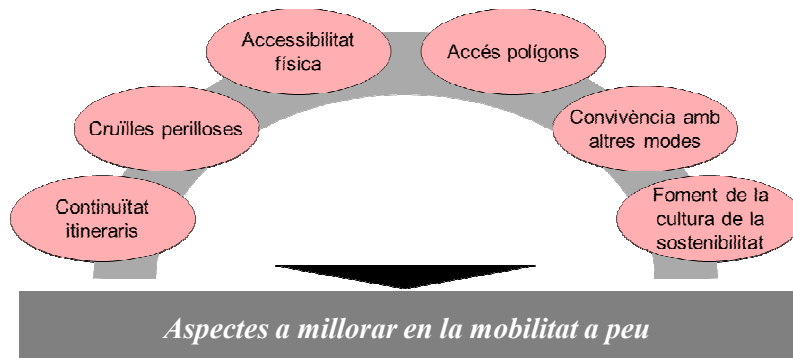 Accessibilitat
física
Accés polígons
Cruïlles perilloses
Convivència amb
altres modes
Continuïtat
itineraris
Foment de la
cultura de la
sostenibilitat
Aspectes a millorar en la mobilitat a peu